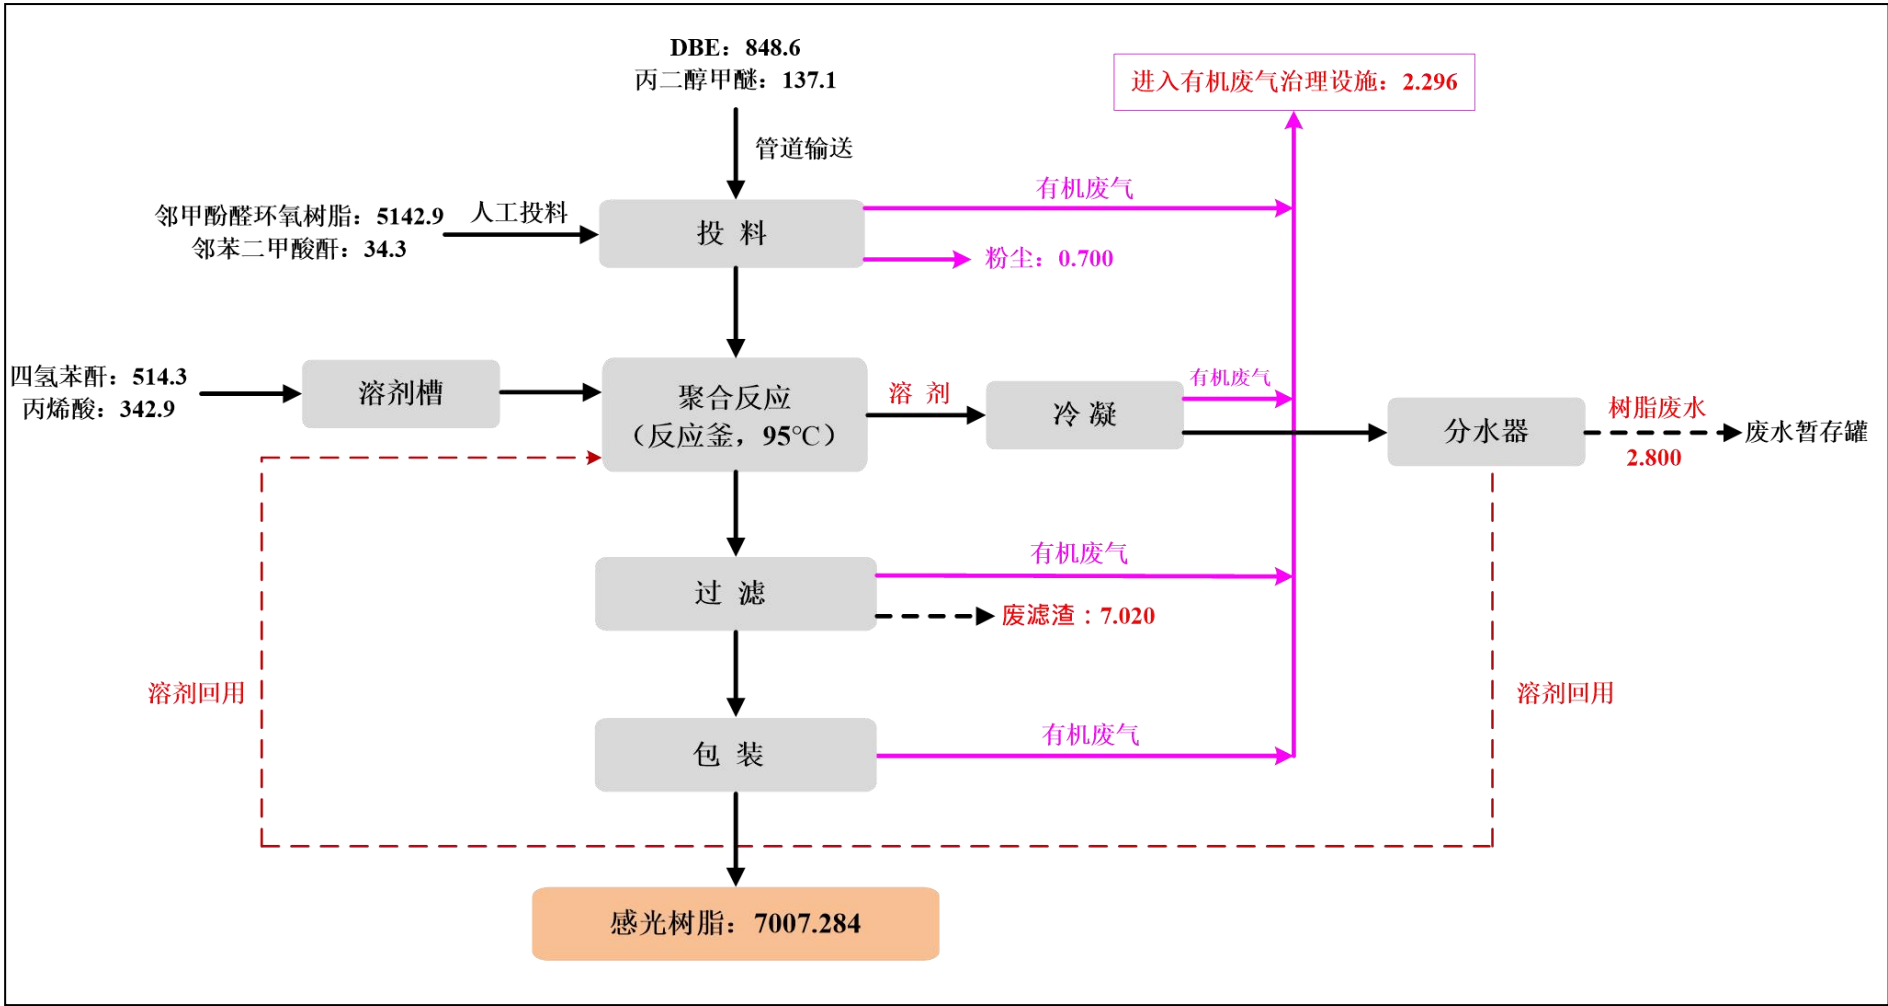 DBE：848.6
丙二醇甲醚：137.1
进入有机废气治理设施：2.296
管道输送
有机废气
邻甲酚醛环氧树脂：5142.9
邻苯二甲酸酐：34.3
人工投料
投 料
粉尘：0.700
四氢苯酐：514.3
丙烯酸：342.9
溶剂槽
聚合反应
（反应釜，95℃）
溶 剂
冷 凝
有机废气
分水器
树脂废水
2.800
废水暂存罐
有机废气
过 滤
废滤渣：7.020
溶剂回用
溶剂回用
有机废气
包 装
感光树脂：7007.284